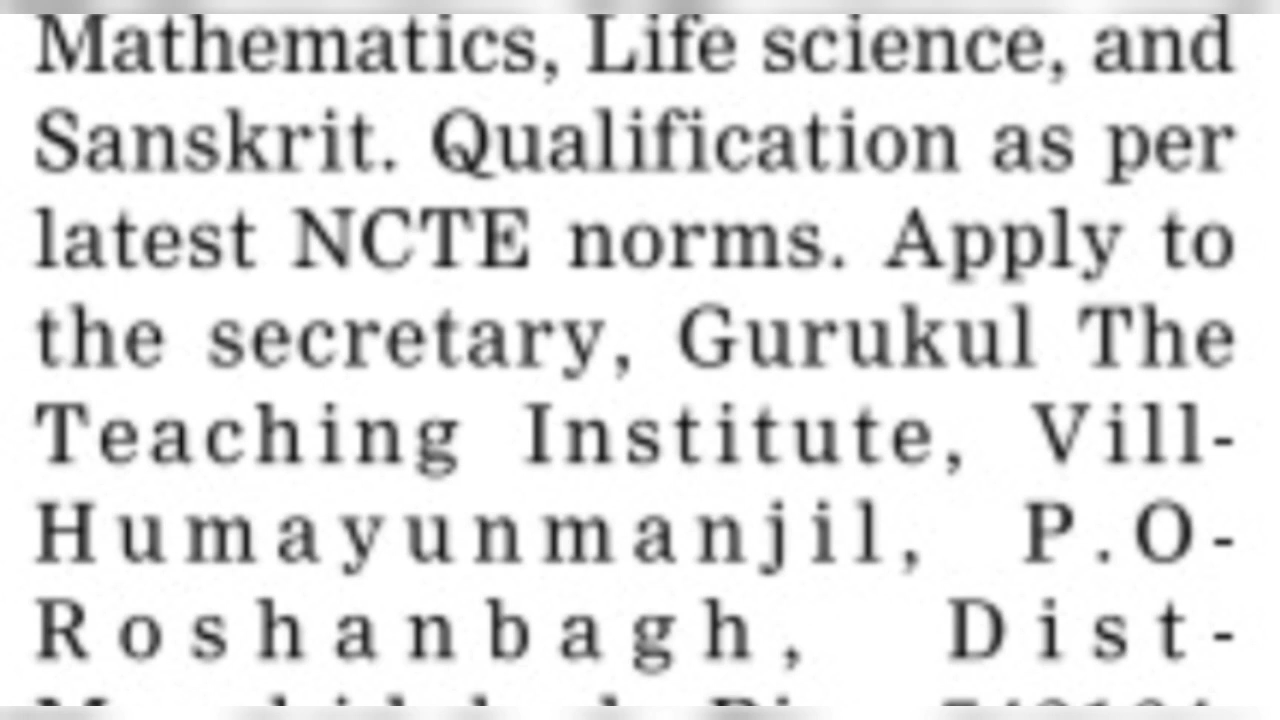 Mathematics, Life science, and
Sanskrit. Qualification as per
latest NCTE norms. Apply to
the secretary, Gurukul The
Teaching Institute, Vill-
Humayunmanjil, P.O-
Roshanbagh, Dist-